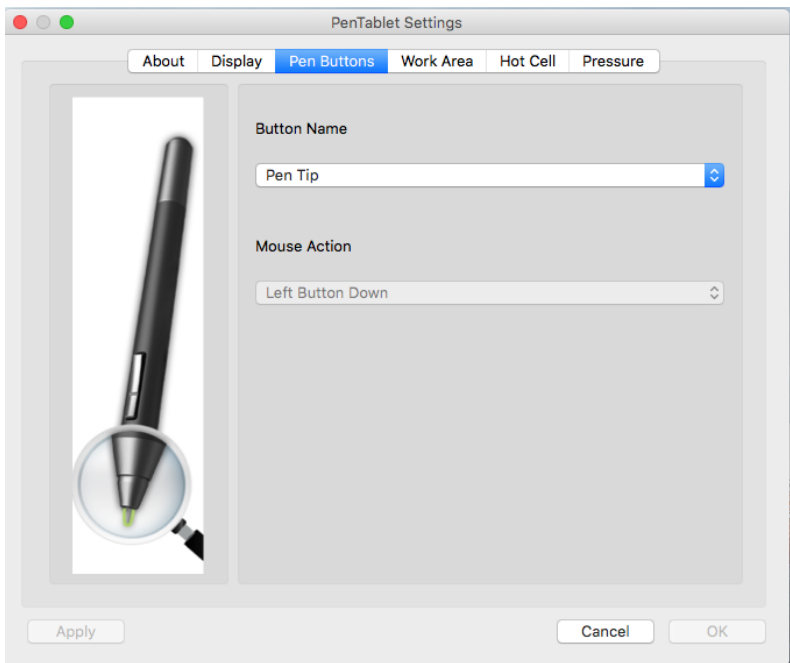 PenTablet Settings
About Display Pen Buttons Work Area Hot Cell Pressure
Button Name
Pen Tip
Mouse Action
Left Button Down
Apply Cancel OK